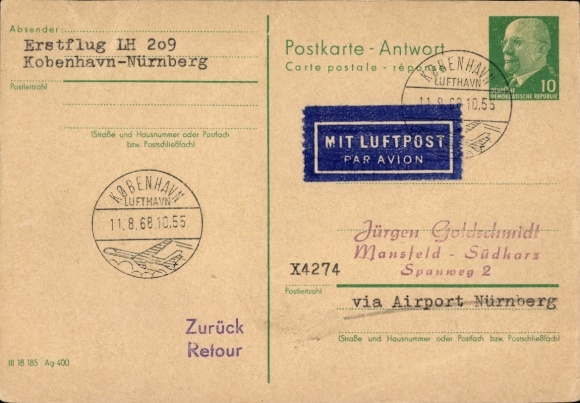 Absender:
Erstflug LH 209
Kobenhavn-Nürnberg
Postleitzahl
(Straße und Hausnummer oder Postfach
bzw. Postschließfach)
KØBENHAVN
LUFTHAVN
11.8.68.10.55
Zurück
Retour
III 18 185 Ag 400
Postkarte - Antwort
Carte postale - réponse
DEUTSCHE
DEMOKRATISCHE REPUBLIK
10
KØBENHAVN
LUFTHAVN
11.8.68.10.55
MIT LUFTPOST
PAR AVION
Jürgen Goldschmidt
Mansfeld - Südharz
Spanweg 2
X4274
Postleitzahl
via Airport Nürnberg
(Straße und Hausnummer oder Postfach bzw. Postschließfach)